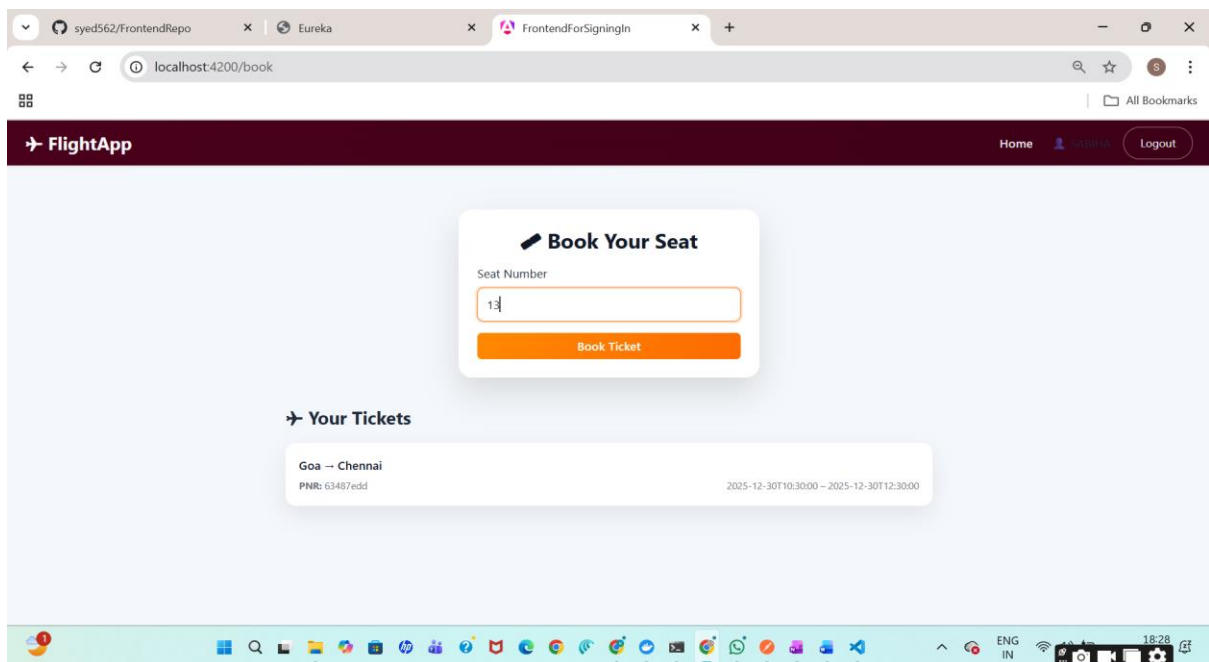 syed562/FrontendRepo
Eureka
FrontendForSigningIn
localhost:4200/book
S
All Bookmarks
FlightApp
Home
SABIHA
Logout
Book Your Seat
Seat Number
13
Book Ticket
Your Tickets
Goa → Chennai
PNR: 63487edd
2025-12-30T10:30:00 – 2025-12-30T12:30:00
1
ENG
IN
18:28